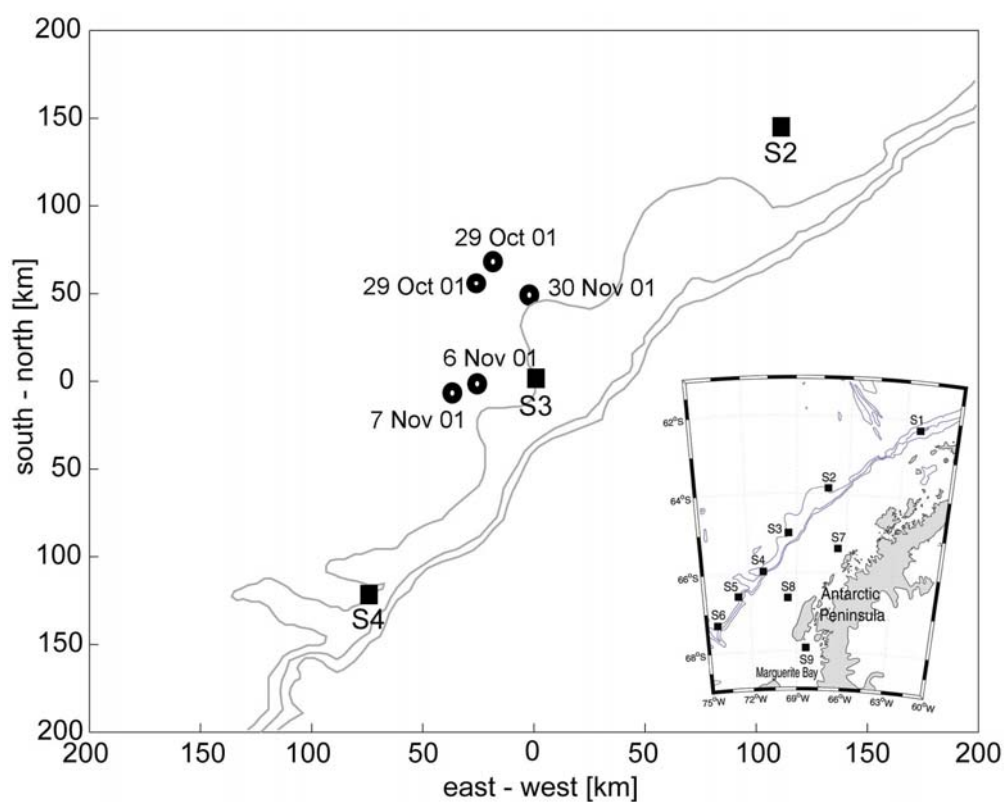 200
150
100
50
0
50
100
150
200
south - north [km]
S2
29 Oct 01
29 Oct 01
30 Nov 01
6 Nov 01
7 Nov 01
S3
S4
200
150
100
50
0
50
100
150
200
east - west [km]
62°S
64°S
66°S
68°S
S1
S2
S3
S7
S4
S5
S8
S6
S9
Antarctic
Peninsula
Marguerite Bay
75°W
72°W
69°W
66°W
63°W
60°W